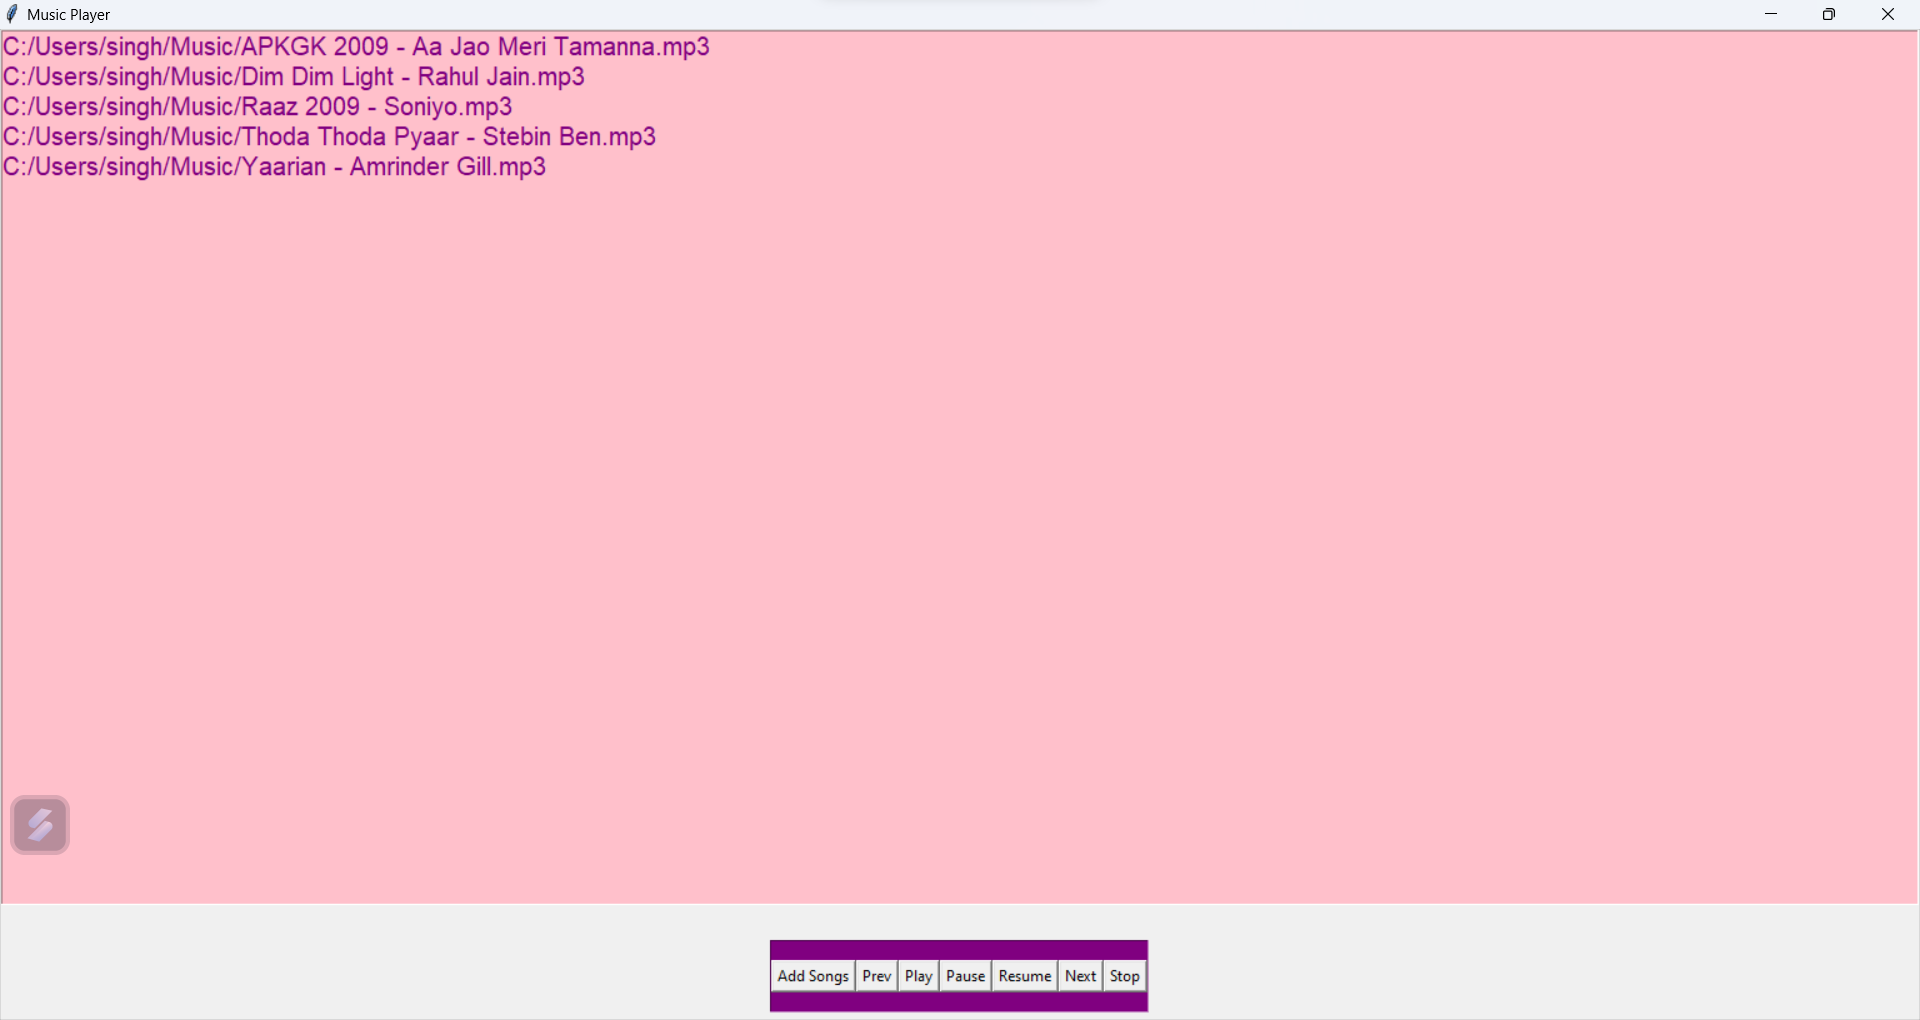 Music Player
C:/Users/singh/Music/APKGK 2009 - Aa Jao Meri Tamanna.mp3
C:/Users/singh/Music/Dim Dim Light - Rahul Jain.mp3
C:/Users/singh/Music/Raaz 2009 - Soniyo.mp3
C:/Users/singh/Music/Thoda Thoda Pyaar - Stebin Ben.mp3
C:/Users/singh/Music/Yaarian - Amrinder Gill.mp3
Add Songs Prev Play Pause Resume Next Stop